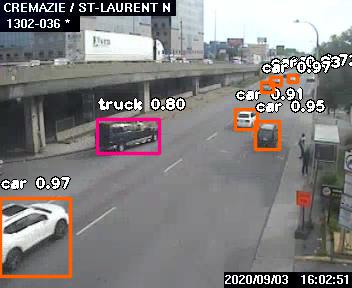 CREMAZIE / ST-LAURENT N
1302-036 *
car 0.97
truck 0.80
car 0.91
car 0.95
car 0.97
2020/09/03 16:02:51